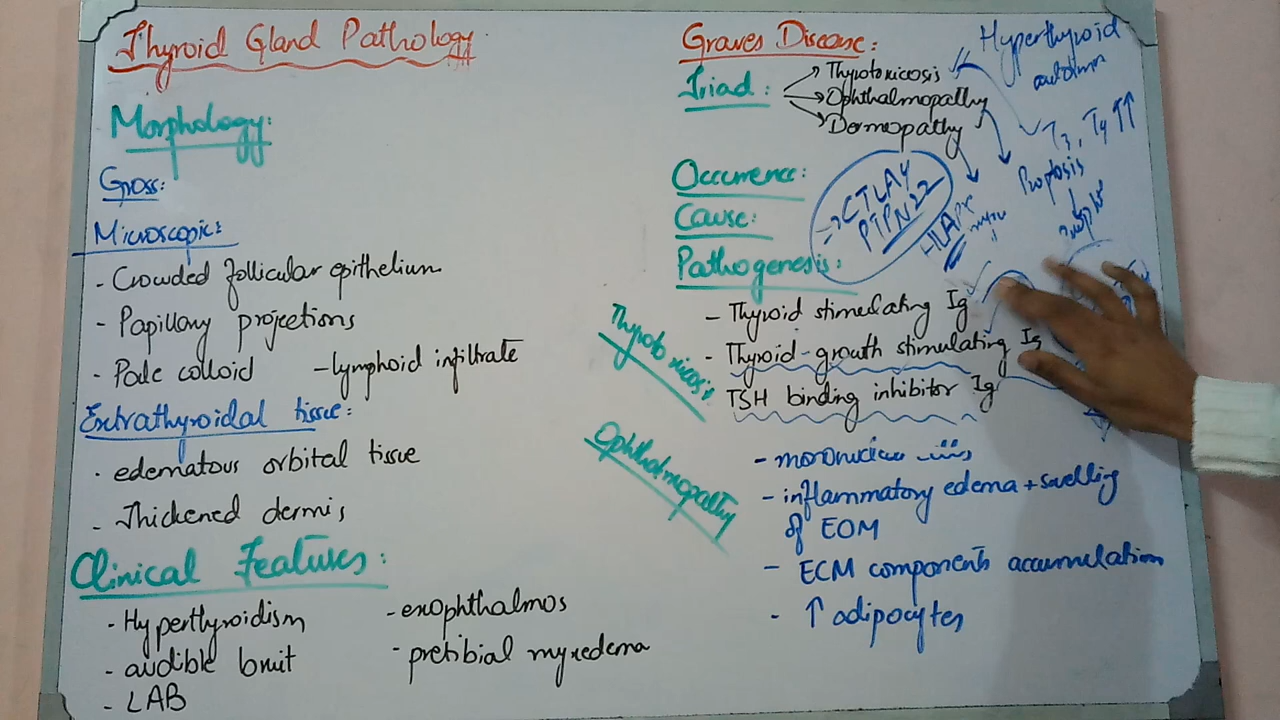 Thyroid Gland Pathology
Morphology:
Gross:
Microscopic:
- Crowded follicular epithelium
- Papillary projections
- Pale colloid - lymphoid infiltrate
Extrathyroidal tissue:
· edematous orbital tissue
- Thickened dermis
Clinical Features:
- Hyperthyroidism - exophthalmos
- audible bruit - pretibial myxedema
- LAB
Graves Disease:
Hyperthyroid
Triad: Thyrotoxicosis
Ophthalmopathy
Dermopathy
T3, T4 ↑↑
Proptosis
Occurrence:
Cause:
→ CTLA4
PTPN22
HLA
Pathogenesis:
Thyrotoxicosis
- Thyroid stimulating Ig
- Thyroid-growth stimulating Ig
- TSH binding inhibitor Ig
Ophthalmopathy
- inflammatory edema + swelling
of EOM
- ECM components accumulation
- ↑ adipocytes